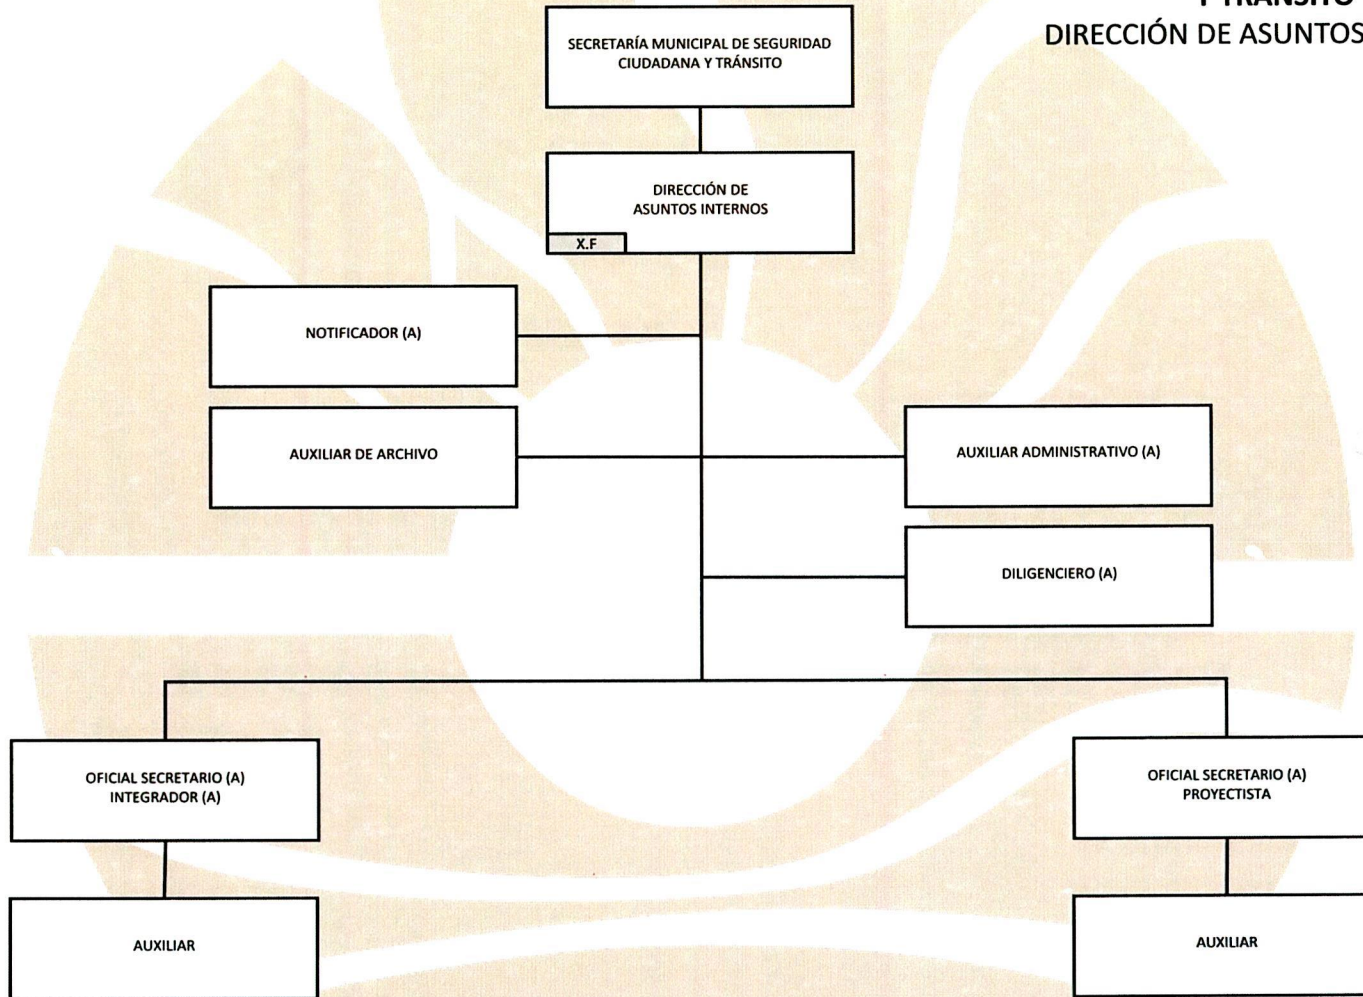 Y TRÁNSITO
DIRECCIÓN DE ASUNTOS
SECRETARÍA MUNICIPAL DE SEGURIDAD
CIUDADANA Y TRÁNSITO
DIRECCIÓN DE
ASUNTOS INTERNOS
X.F
NOTIFICADOR (A)
AUXILIAR DE ARCHIVO
AUXILIAR ADMINISTRATIVO (A)
DILIGENCIERO (A)
OFICIAL SECRETARIO (A)
INTEGRADOR (A)
OFICIAL SECRETARIO (A)
PROYECTISTA
AUXILIAR
AUXILIAR